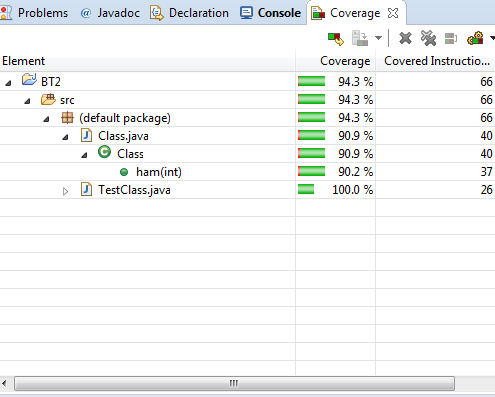 Problems @ Javadoc Declaration Console Coverage
Element Coverage Covered Instructio...
BT2 94.3 % 66
src 94.3 % 66
(default package) 94.3 % 66
Class.java 90.9 % 40
Class 90.9 % 40
ham(int) 90.2 % 37
TestClass.java 100.0 % 26